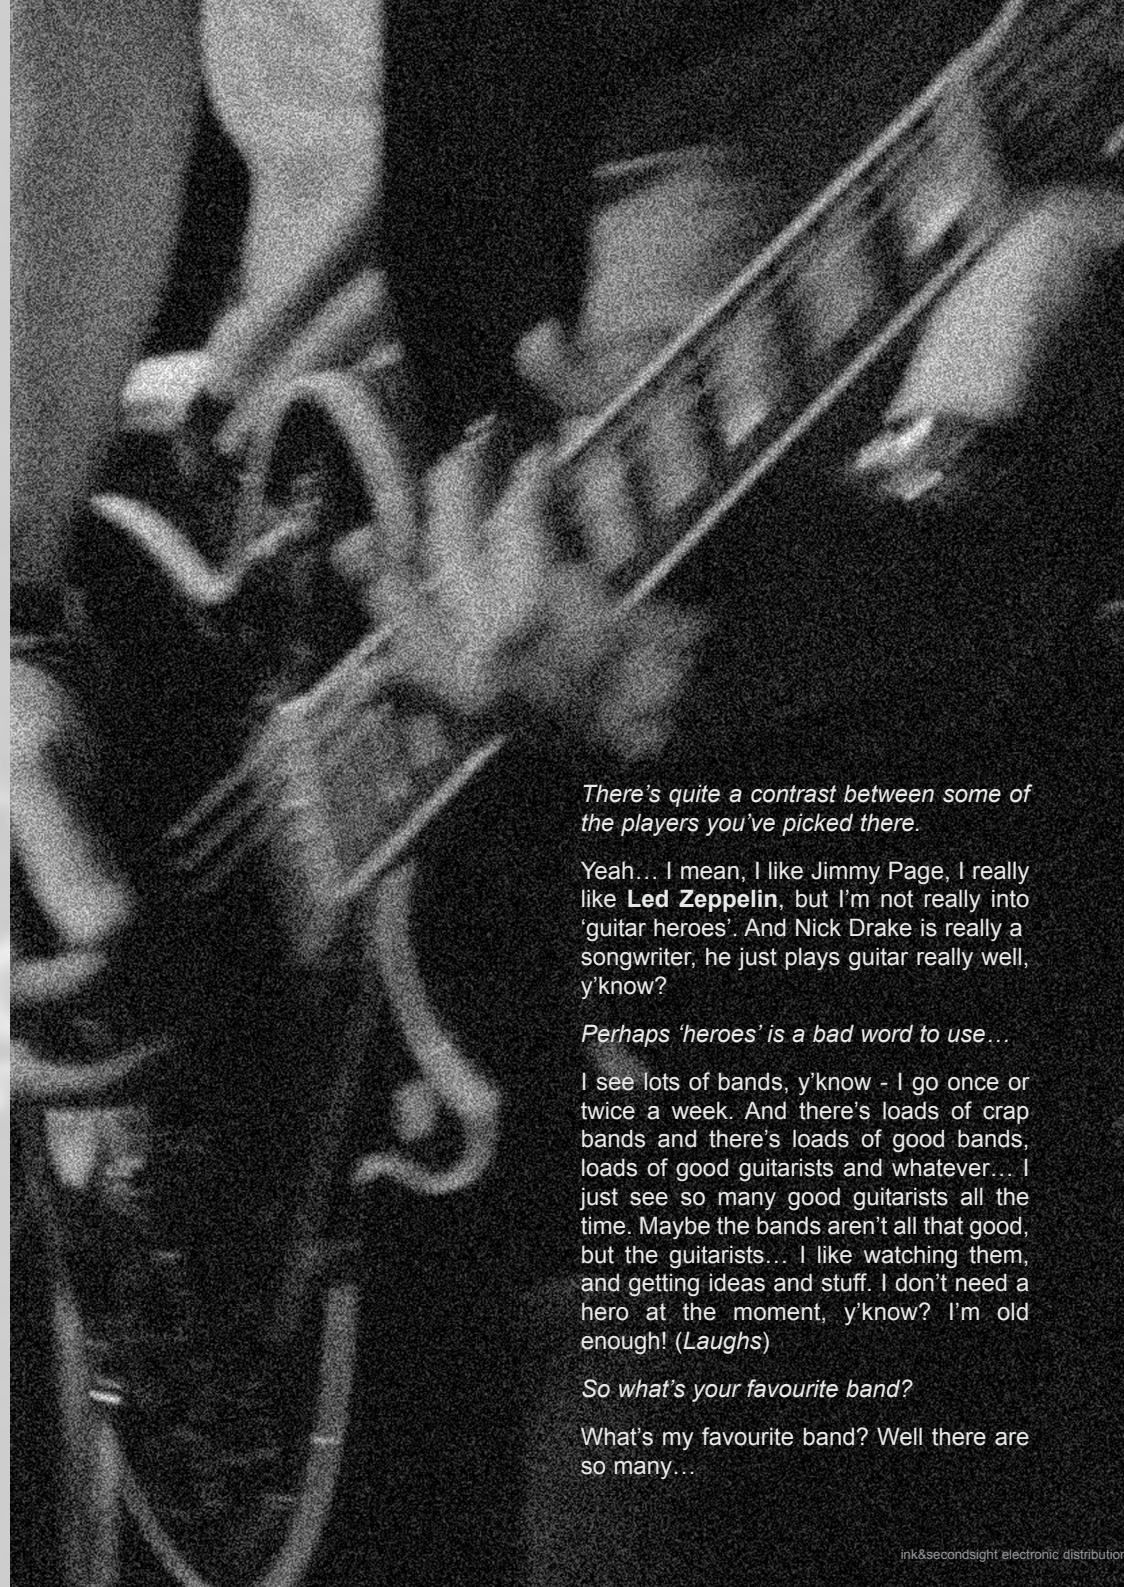 There’s quite a contrast between some of
the players you’ve picked there.
Yeah… I mean, I like Jimmy Page, I really
like Led Zeppelin, but I’m not really into
‘guitar heroes’. And Nick Drake is really a
songwriter, he just plays guitar really well,
y’know?
Perhaps ‘heroes’ is a bad word to use…
I see lots of bands, y’know - I go once or
twice a week. And there’s loads of crap
bands and there’s loads of good bands,
loads of good guitarists and whatever… I
just see so many good guitarists all the
time. Maybe the bands aren’t all that good,
but the guitarists… I like watching them,
and getting ideas and stuff. I don’t need a
hero at the moment, y’know? I’m old
enough! (Laughs)
So what’s your favourite band?
What’s my favourite band? Well there are
so many…
ink&secondsight electronic distribution